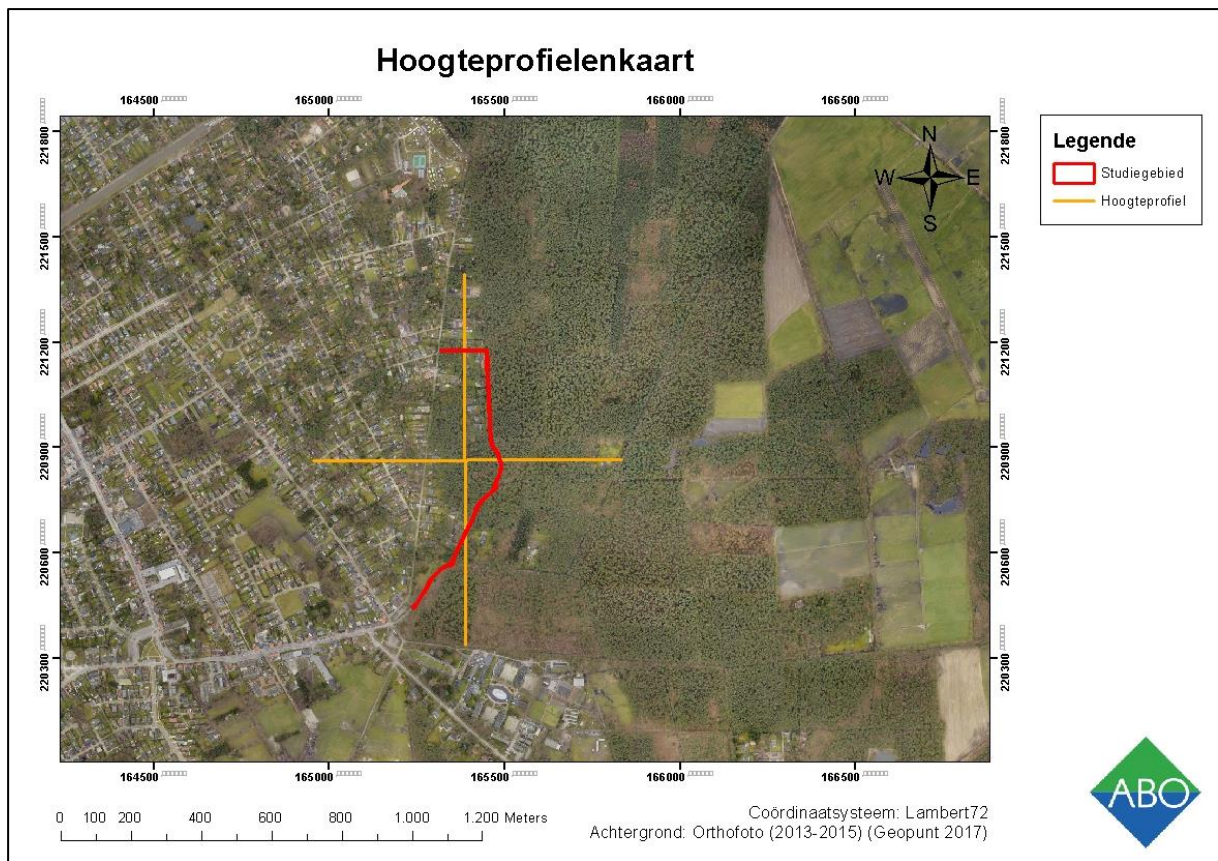 Hoogteprofielenkaart
164500 165000 165500 166000 166500
221800 221800
N
W E
S
221500 221500
221200 221200
220900 220900
220600 220600
220300 220300
164500 165000 165500 166000 166500
Legende
Studiegebied
Hoogteprofiel
0 100 200 400 600 800 1.000 1.200 Meters
Coördinaatsysteem: Lambert72
Achtergrond: Orthofoto (2013-2015) (Geopunt 2017)
ABO